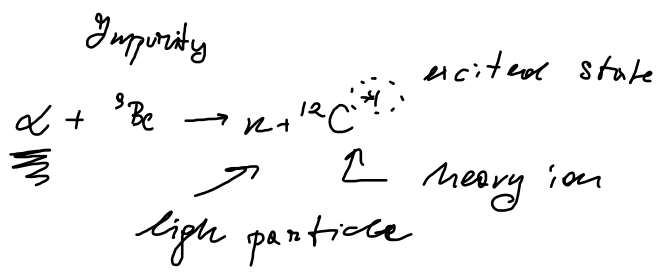 Impurity
excited state
α + ⁹Be → n + ¹²C*!
heavy ion
ligh particle